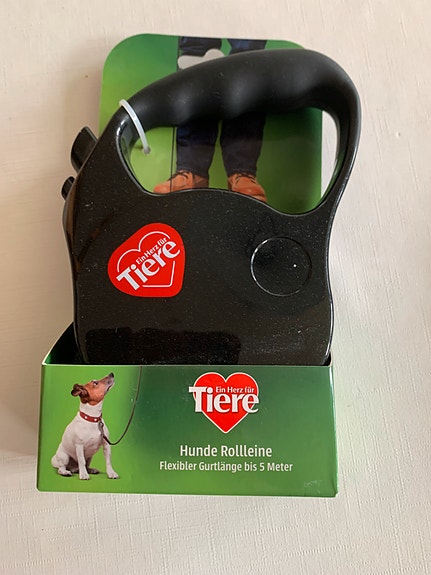 Ein Herz für
Tiere
Ein Herz für
Tiere
Hunde Rollleine
Flexibler Gurtlänge bis 5 Meter